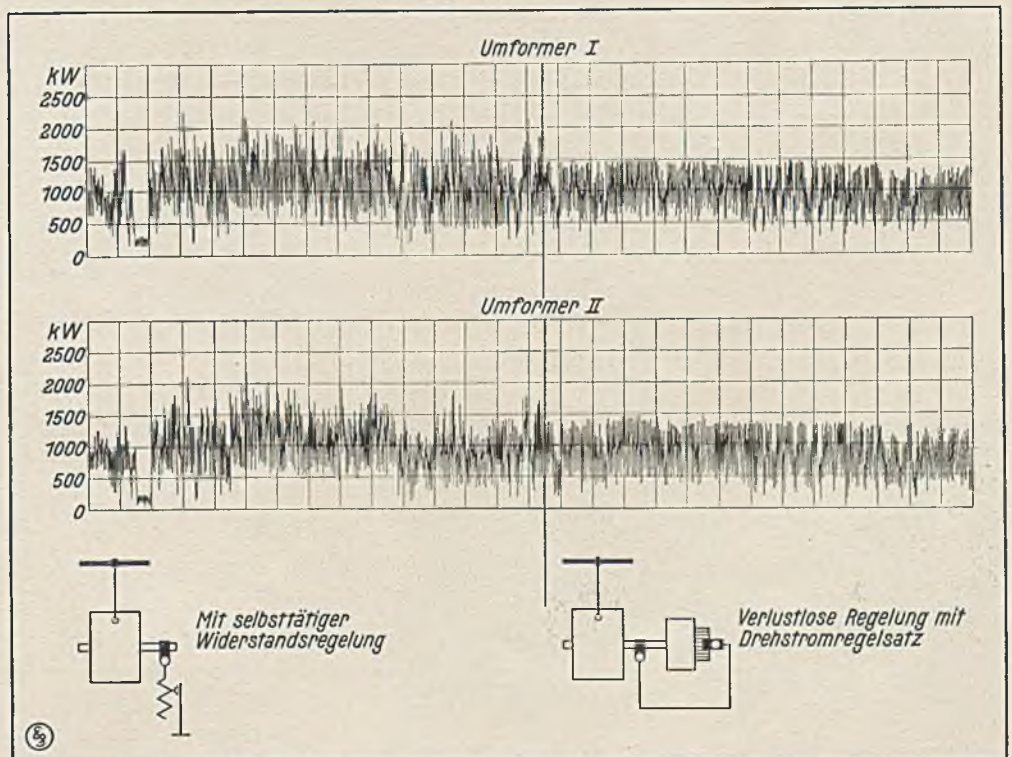 Umformer I
kW
2500
2000
1500
1000
500
0
Umformer II
kW
2500
2000
1500
1000
500
0
Mit selbsttätiger
Widerstandsregelung
Verlustlose Regelung mit
Drehstromregelsatz